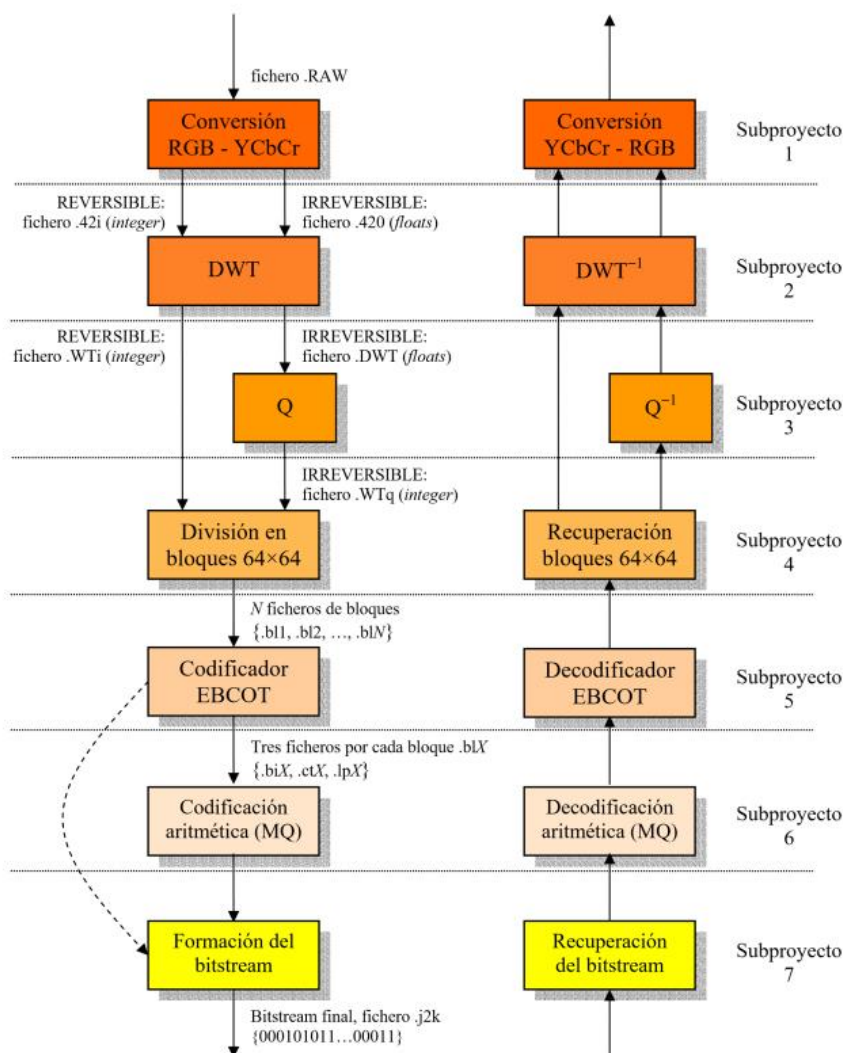 fichero .RAW
Conversión
RGB - YCbCr
Conversión
YCbCr - RGB
Subproyecto
1
REVERSIBLE:
fichero .42i (integer)
IRREVERSIBLE:
fichero .420 (floats)
DWT
DWT⁻¹
Subproyecto
2
REVERSIBLE:
fichero .WTi (integer)
IRREVERSIBLE:
fichero .DWT (floats)
Q
Q⁻¹
Subproyecto
3
IRREVERSIBLE:
fichero .WTq (integer)
División en
bloques 64×64
Recuperación
bloques 64×64
Subproyecto
4
N ficheros de bloques
{.bl1, .bl2, …, .blN}
Codificador
EBCOT
Decodificador
EBCOT
Subproyecto
5
Tres ficheros por cada bloque .blX
{.biX, .ctX, .lpX}
Codificación
aritmética (MQ)
Decodificación
aritmética (MQ)
Subproyecto
6
Formación del
bitstream
Recuperación
del bitstream
Subproyecto
7
Bitstream final, fichero .j2k
{000101011…00011}